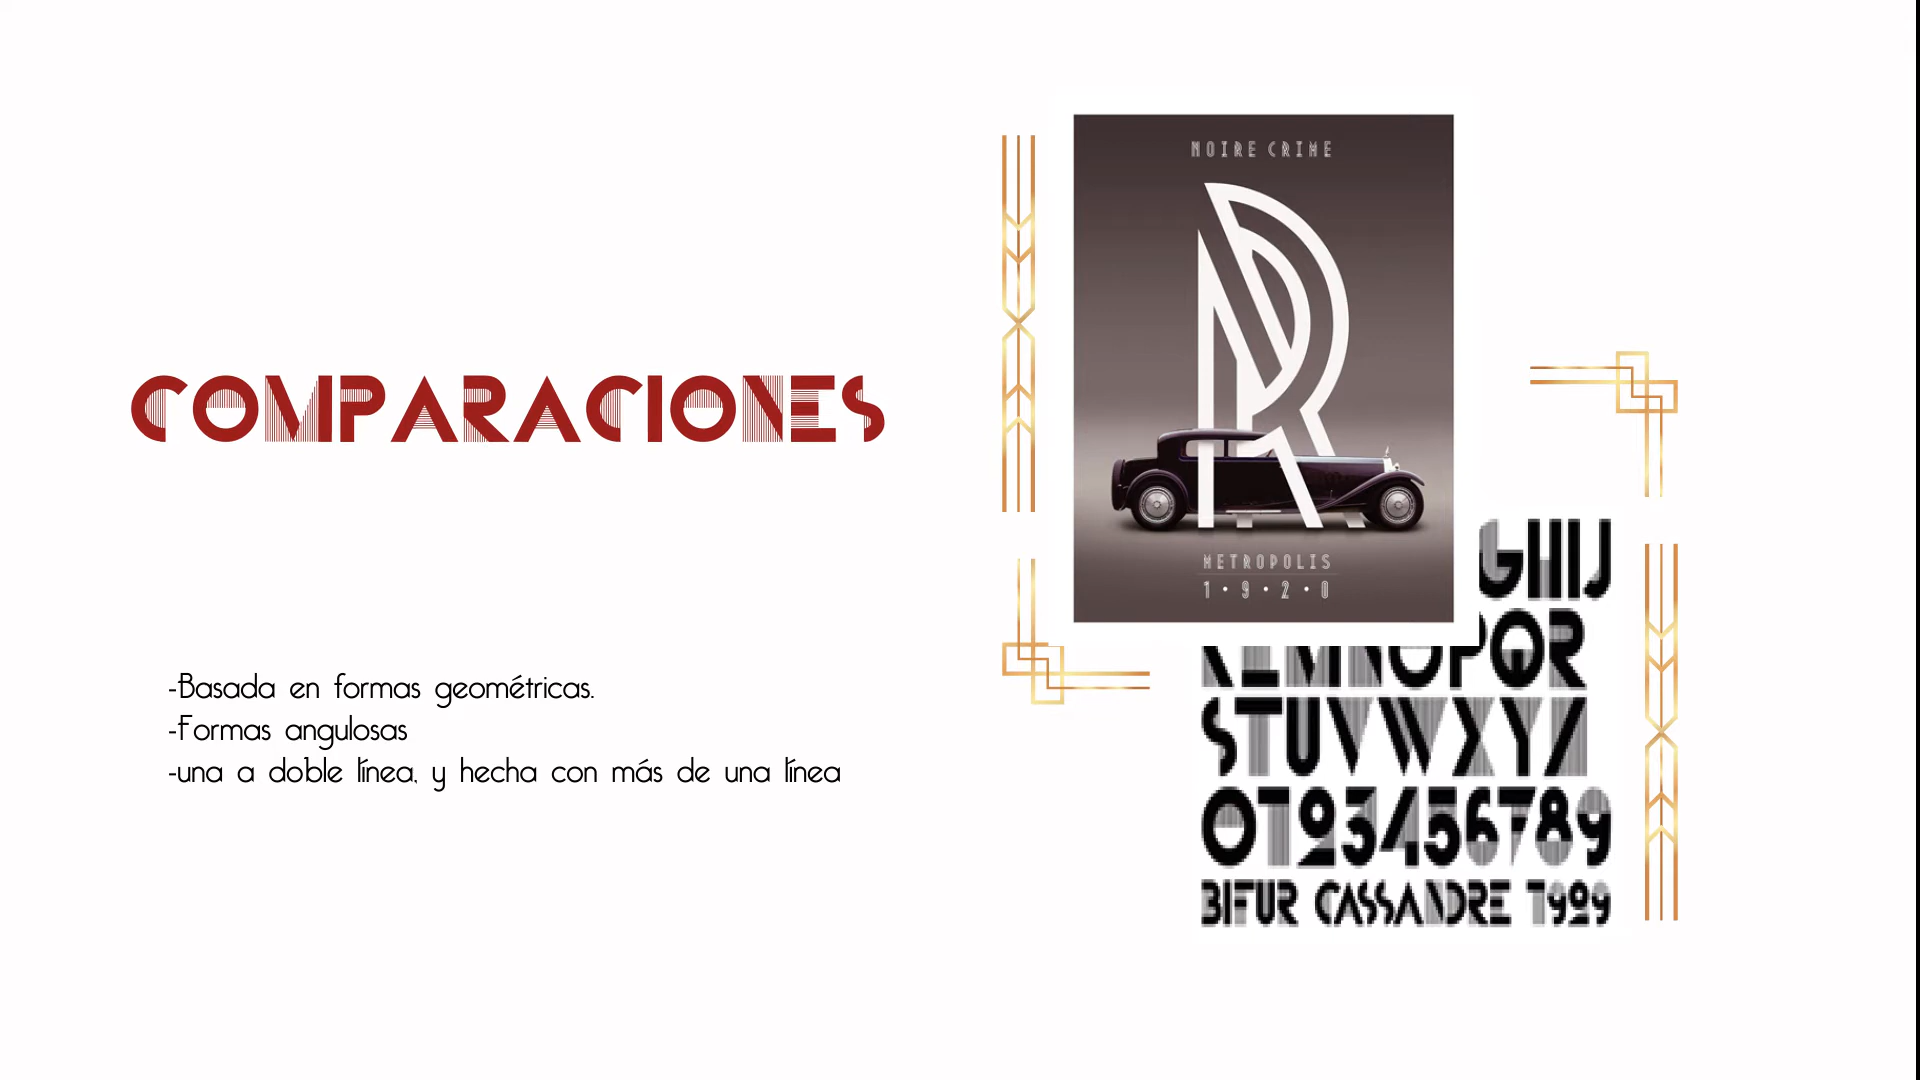 COMPARACIONES
-Basada en formas geométricas.
-Formas angulosas
-una a doble línea, y hecha con más de una línea
NOIRE CRIME
R
METROPOLIS
1•9•2•0
GHIJ
KLMNOPQR
STUVWXYZ
0123456789
BIFUR CASSANDRE 1929